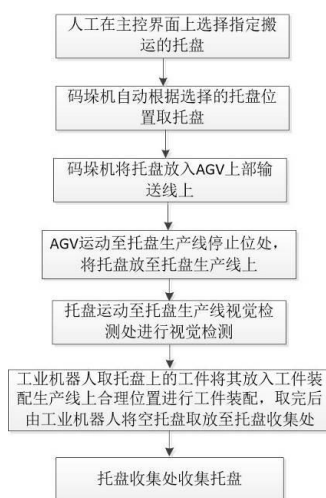 人工在主控界面上选择指定搬
运的托盘
码垛机自动根据选择的托盘位
置取托盘
码垛机将托盘放入AGV上部输
送线上
AGV运动至托盘生产线停止位处，
将托盘放至托盘生产线上
托盘运动至托盘生产线视觉检
测处进行视觉检测
工业机器人取托盘上的工件将其放入工件装
配生产线上合理位置进行工件装配，取完后
由工业机器人将空托盘取放至托盘收集处
托盘收集处收集托盘